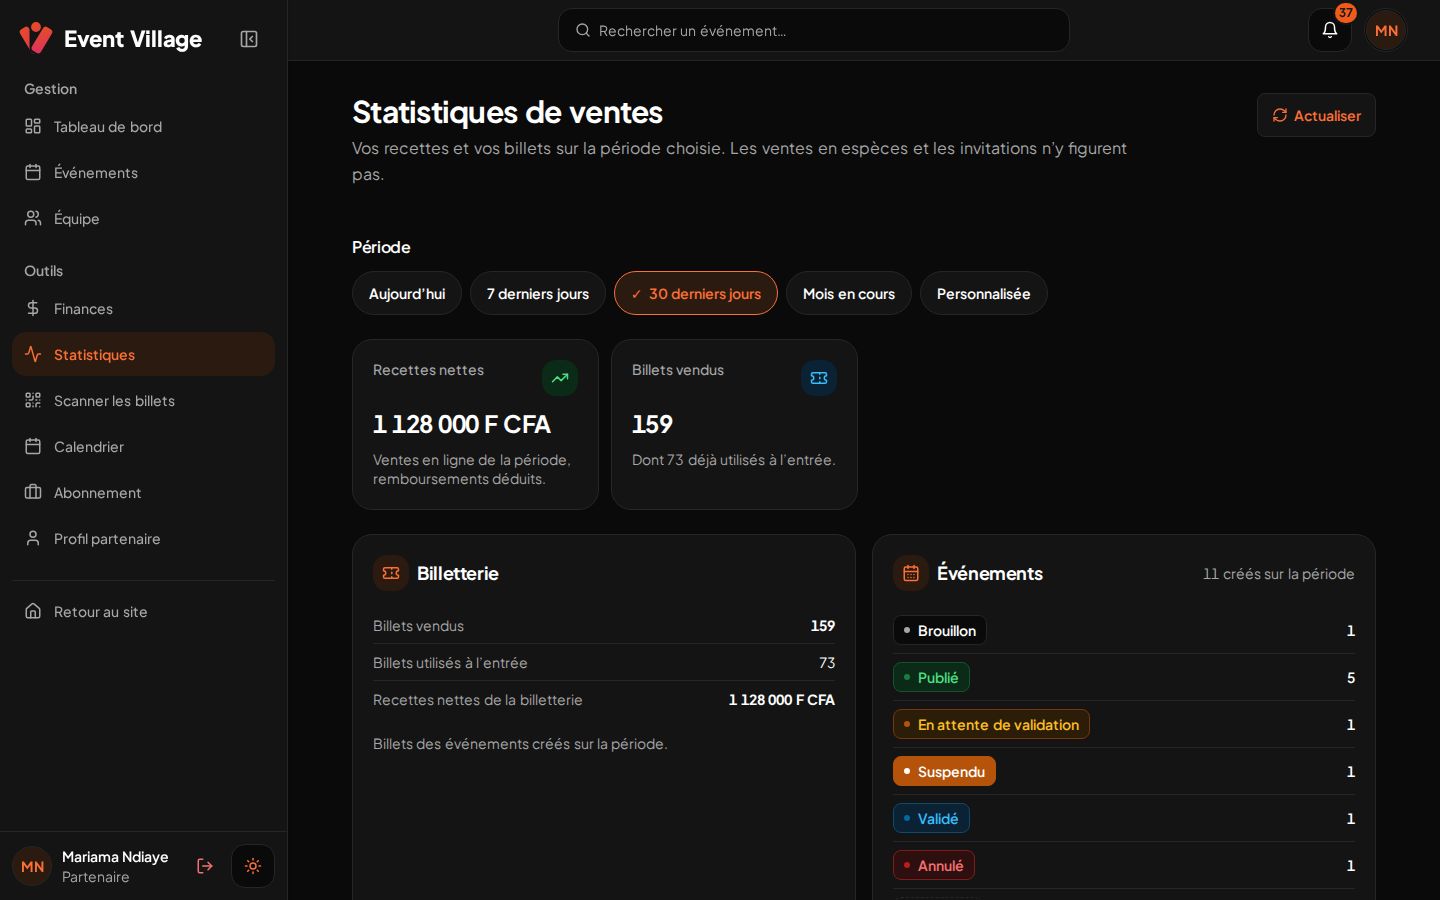 Event Village
Rechercher un événement…
37
MN
Gestion
Tableau de bord
Événements
Équipe
Outils
Finances
Statistiques
Scanner les billets
Calendrier
Abonnement
Profil partenaire
Retour au site
MN
Mariama Ndiaye
Partenaire
Statistiques de ventes
Actualiser
Vos recettes et vos billets sur la période choisie. Les ventes en espèces et les invitations n’y figurent
pas.
Période
Aujourd’hui
7 derniers jours
✓ 30 derniers jours
Mois en cours
Personnalisée
Recettes nettes
1 128 000 F CFA
Ventes en ligne de la période,
remboursements déduits.
Billets vendus
159
Dont 73 déjà utilisés à l’entrée.
Billetterie
Billets vendus 159
Billets utilisés à l’entrée 73
Recettes nettes de la billetterie 1 128 000 F CFA
Billets des événements créés sur la période.
Événements 11 créés sur la période
Brouillon 1
Publié 5
En attente de validation 1
Suspendu 1
Validé 1
Annulé 1